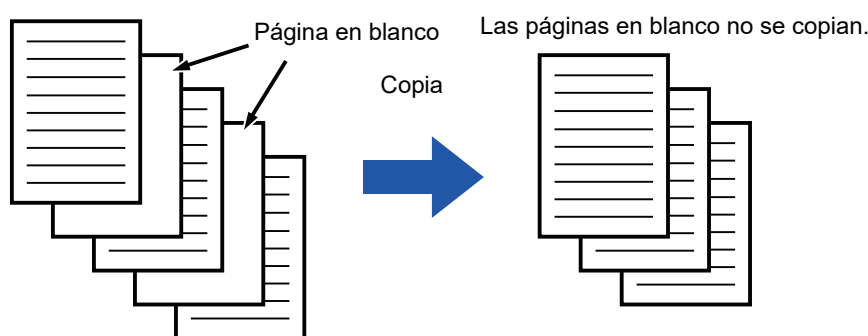 Página en blanco
Las páginas en blanco no se copian.
Copia